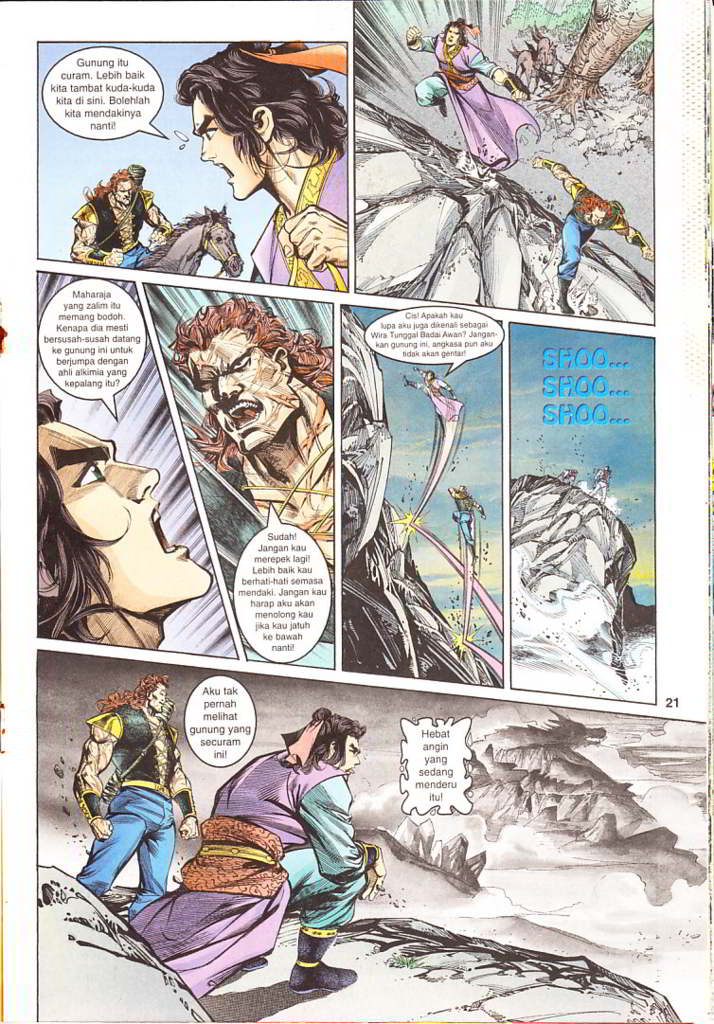 Gunung itu
curam. Lebih baik
kita tambat kuda-kuda
kita di sini. Bolehlah
kita mendakinya
nanti!
Maharaja
yang zalim itu
memang bodoh.
Kenapa dia mesti
bersusah-susah datang
ke gunung ini untuk
berjumpa dengan
ahli alkimia yang
kepalang itu?
Sudah!
Jangan kau
merepek lagi!
Lebih baik kau
berhati-hati semasa
mendaki. Jangan kau
harap aku akan
menolong kau
jika kau jatuh
ke bawah
nanti!
Cis! Apakah kau
lupa aku juga dikenali sebagai
Wira Tunggal Badai Awan? Jangan-
kan gunung ini, angkasa pun aku
tidak akan gentar!
SHOO...
SHOO...
SHOO...
21
Aku tak
pernah
melihat
gunung yang
securam
ini!
Hebat
angin
yang
sedang
menderu
itu!